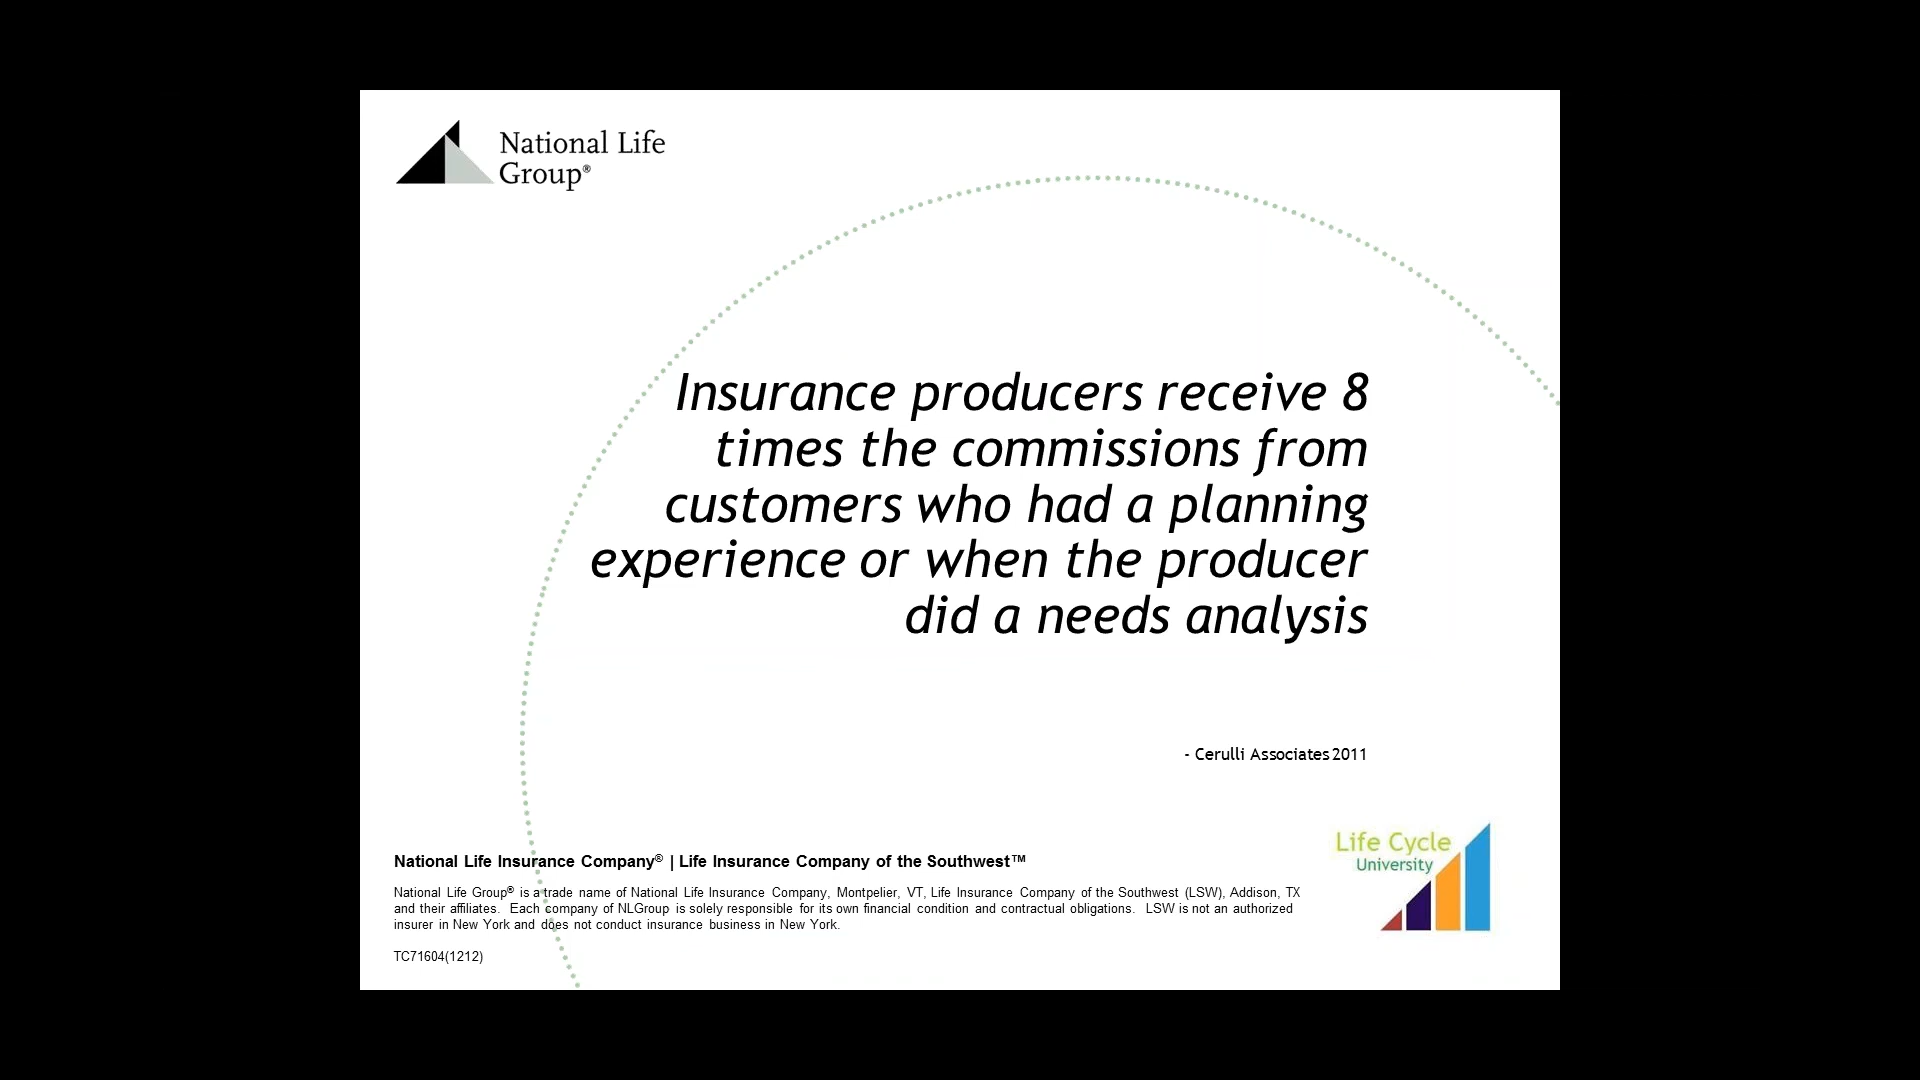 National Life
Group®
Insurance producers receive 8
times the commissions from
customers who had a planning
experience or when the producer
did a needs analysis
- Cerulli Associates 2011
Life Cycle
University
National Life Insurance Company® | Life Insurance Company of the Southwest™
National Life Group® is a trade name of National Life Insurance Company, Montpelier, VT, Life Insurance Company of the Southwest (LSW), Addison, TX
and their affiliates. Each company of NLGroup is solely responsible for its own financial condition and contractual obligations. LSW is not an authorized
insurer in New York and does not conduct insurance business in New York.
TC71604(1212)